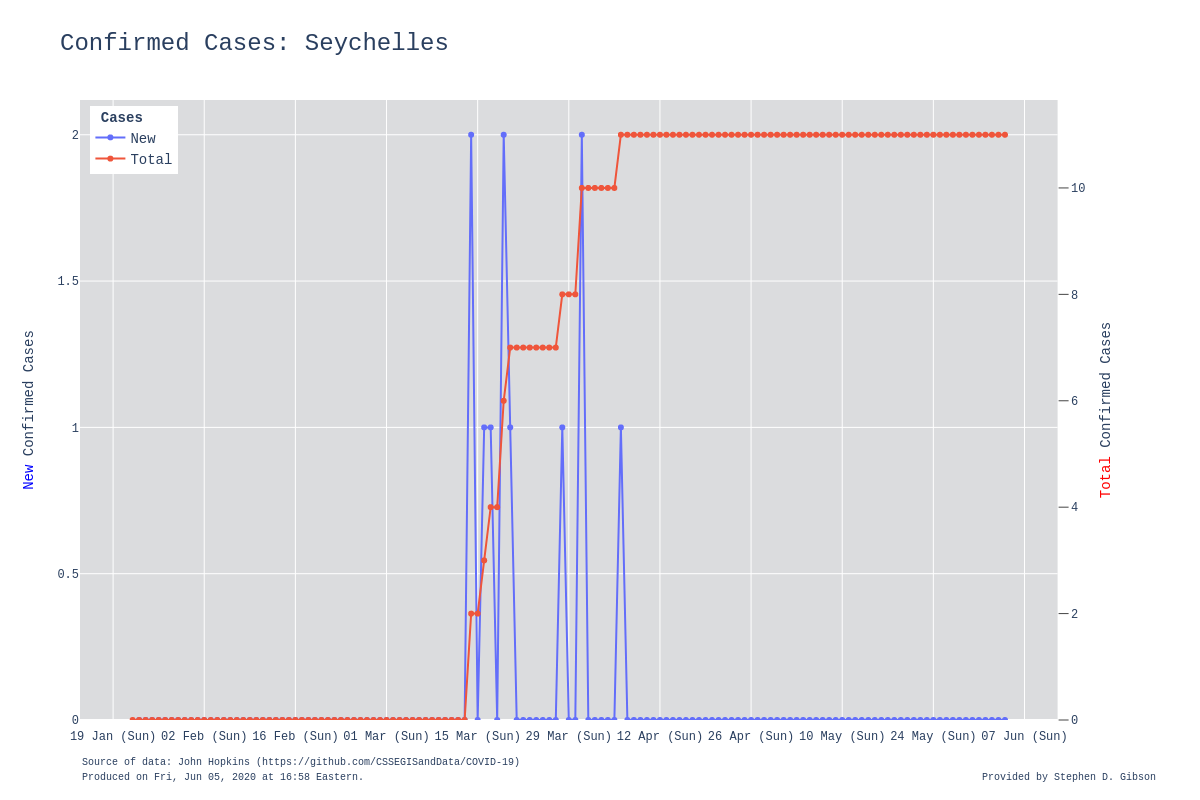 Confirmed Cases: Seychelles
Cases
New
Total
2
1.5
1
0.5
0
New Confirmed Cases
10
8
6
4
2
0
Total Confirmed Cases
19 Jan (Sun) 02 Feb (Sun) 16 Feb (Sun) 01 Mar (Sun) 15 Mar (Sun) 29 Mar (Sun) 12 Apr (Sun) 26 Apr (Sun) 10 May (Sun) 24 May (Sun) 07 Jun (Sun)
Source of data: John Hopkins (https://github.com/CSSEGISandData/COVID-19)
Produced on Fri, Jun 05, 2020 at 16:58 Eastern.
Provided by Stephen D. Gibson